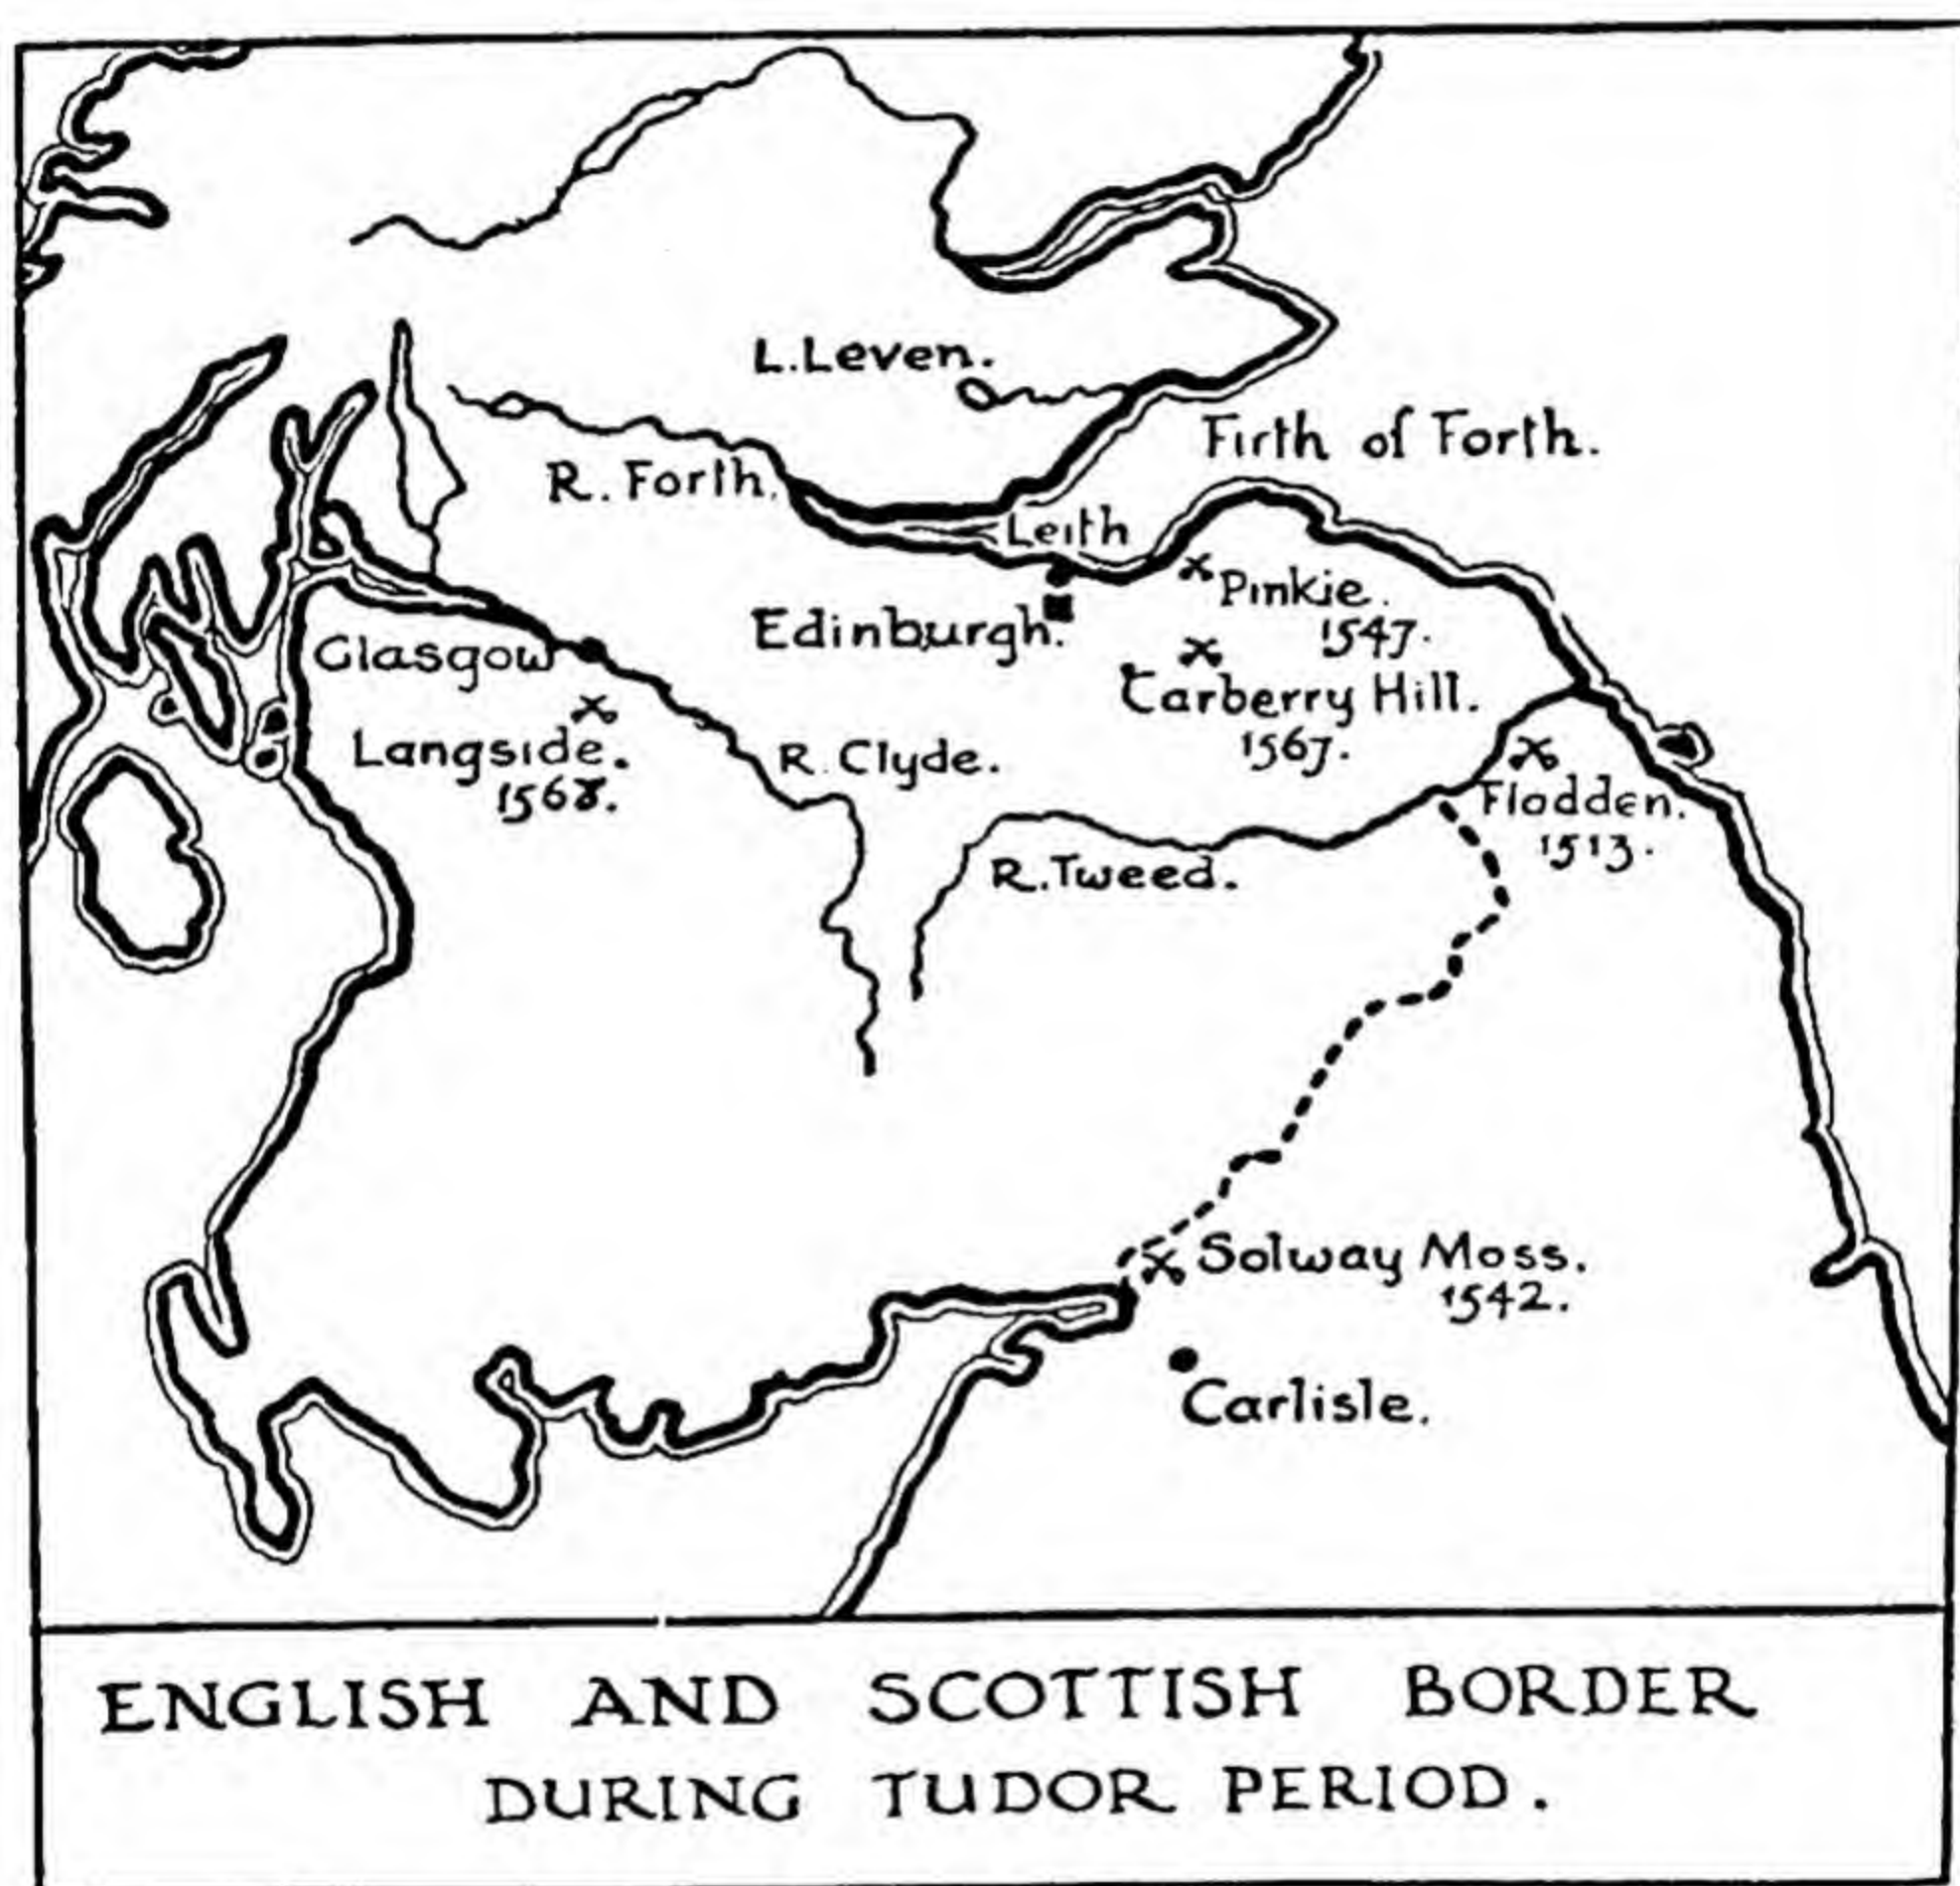 L. Leven.
Firth of Forth.
R. Forth.
Leith
Pinkie.
1547.
Edinburgh.
Glasgow
Carberry Hill.
1567.
Langside.
1568.
R. Clyde.
Flodden.
1513.
R. Tweed.
Solway Moss.
1542.
Carlisle.
ENGLISH AND SCOTTISH BORDER
DURING TUDOR PERIOD.